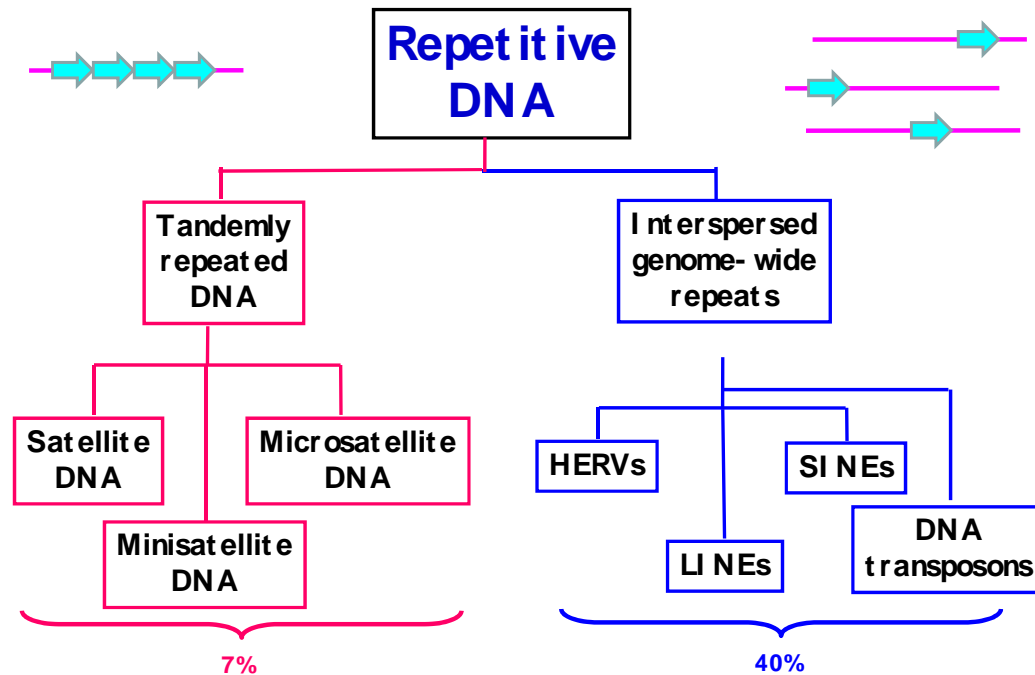 Repetitive
DNA
Tandemly
repeated
DNA
Interspersed
genome- wide
repeats
Satellite
DNA
Microsatellite
DNA
Minisatellite
DNA
HERVs
SINEs
LINEs
DNA
transposons
7%
40%